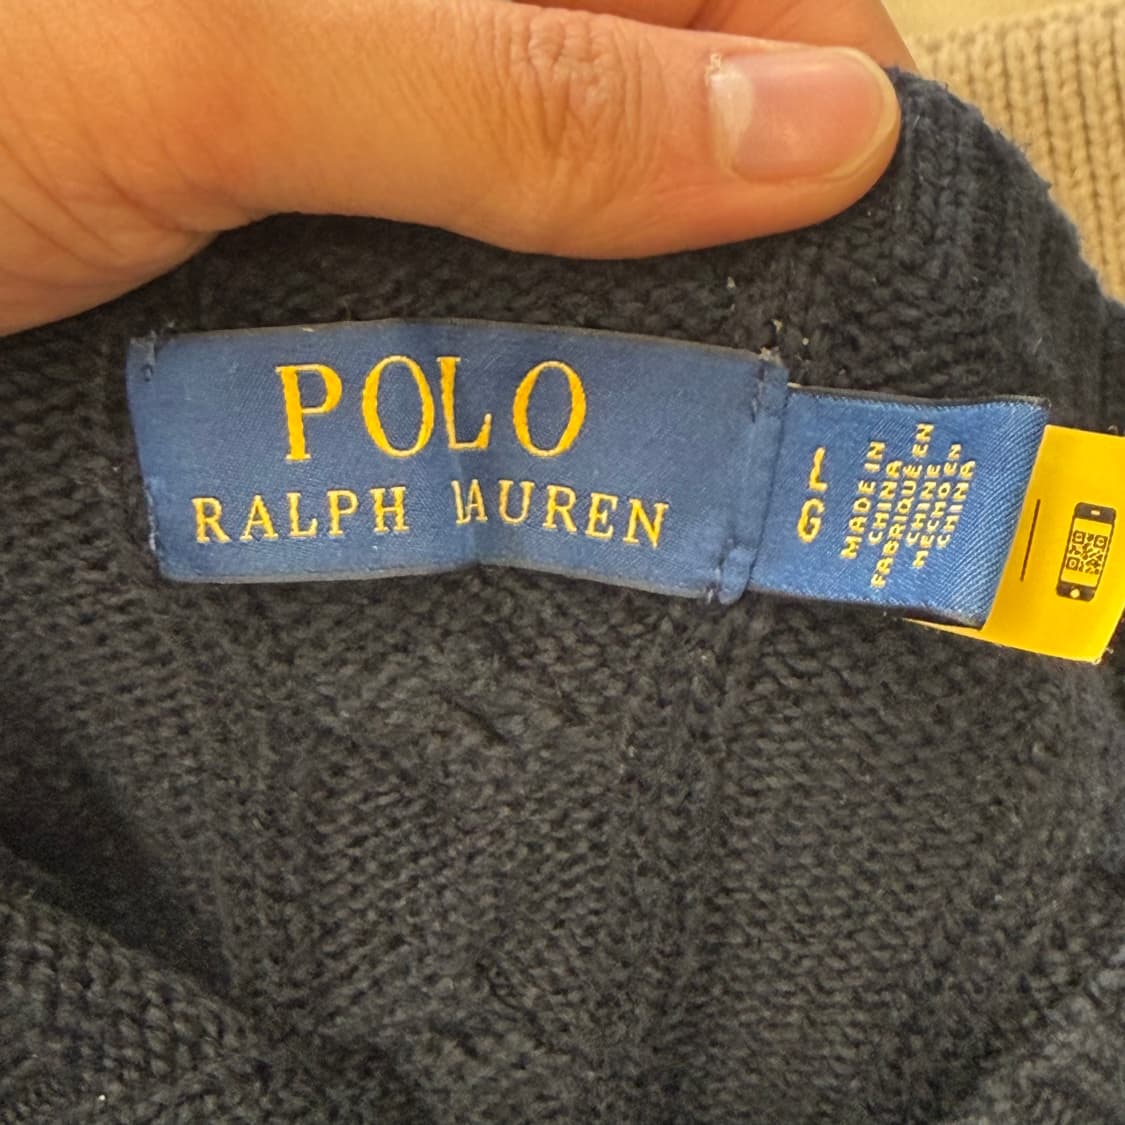 POLO
RALPH LAUREN
L
G
MADE IN
CHINA
FABRIQUÉ EN
CHINE
HECHO EN
CHINA